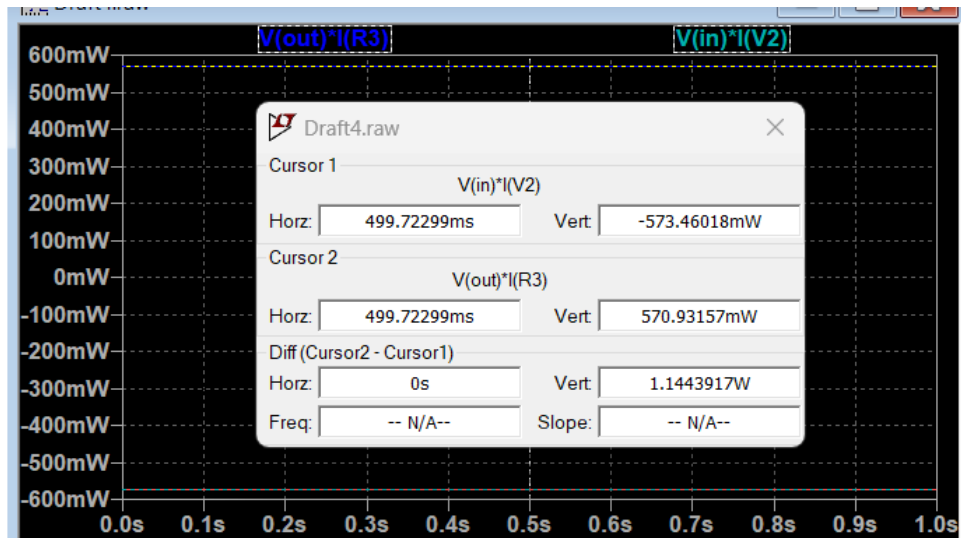 V(out)*I(R3) V(in)*I(V2)
600mW
500mW
400mW
300mW
200mW
100mW
0mW
-100mW
-200mW
-300mW
-400mW
-500mW
-600mW
Draft4.raw
Cursor 1
V(in)*I(V2)
Horz: 499.72299ms Vert: -573.46018mW
Cursor 2
V(out)*I(R3)
Horz: 499.72299ms Vert: 570.93157mW
Diff (Cursor2 - Cursor1)
Horz: 0s Vert: 1.1443917W
Freq: -- N/A-- Slope: -- N/A--
0.0s 0.1s 0.2s 0.3s 0.4s 0.5s 0.6s 0.7s 0.8s 0.9s 1.0s